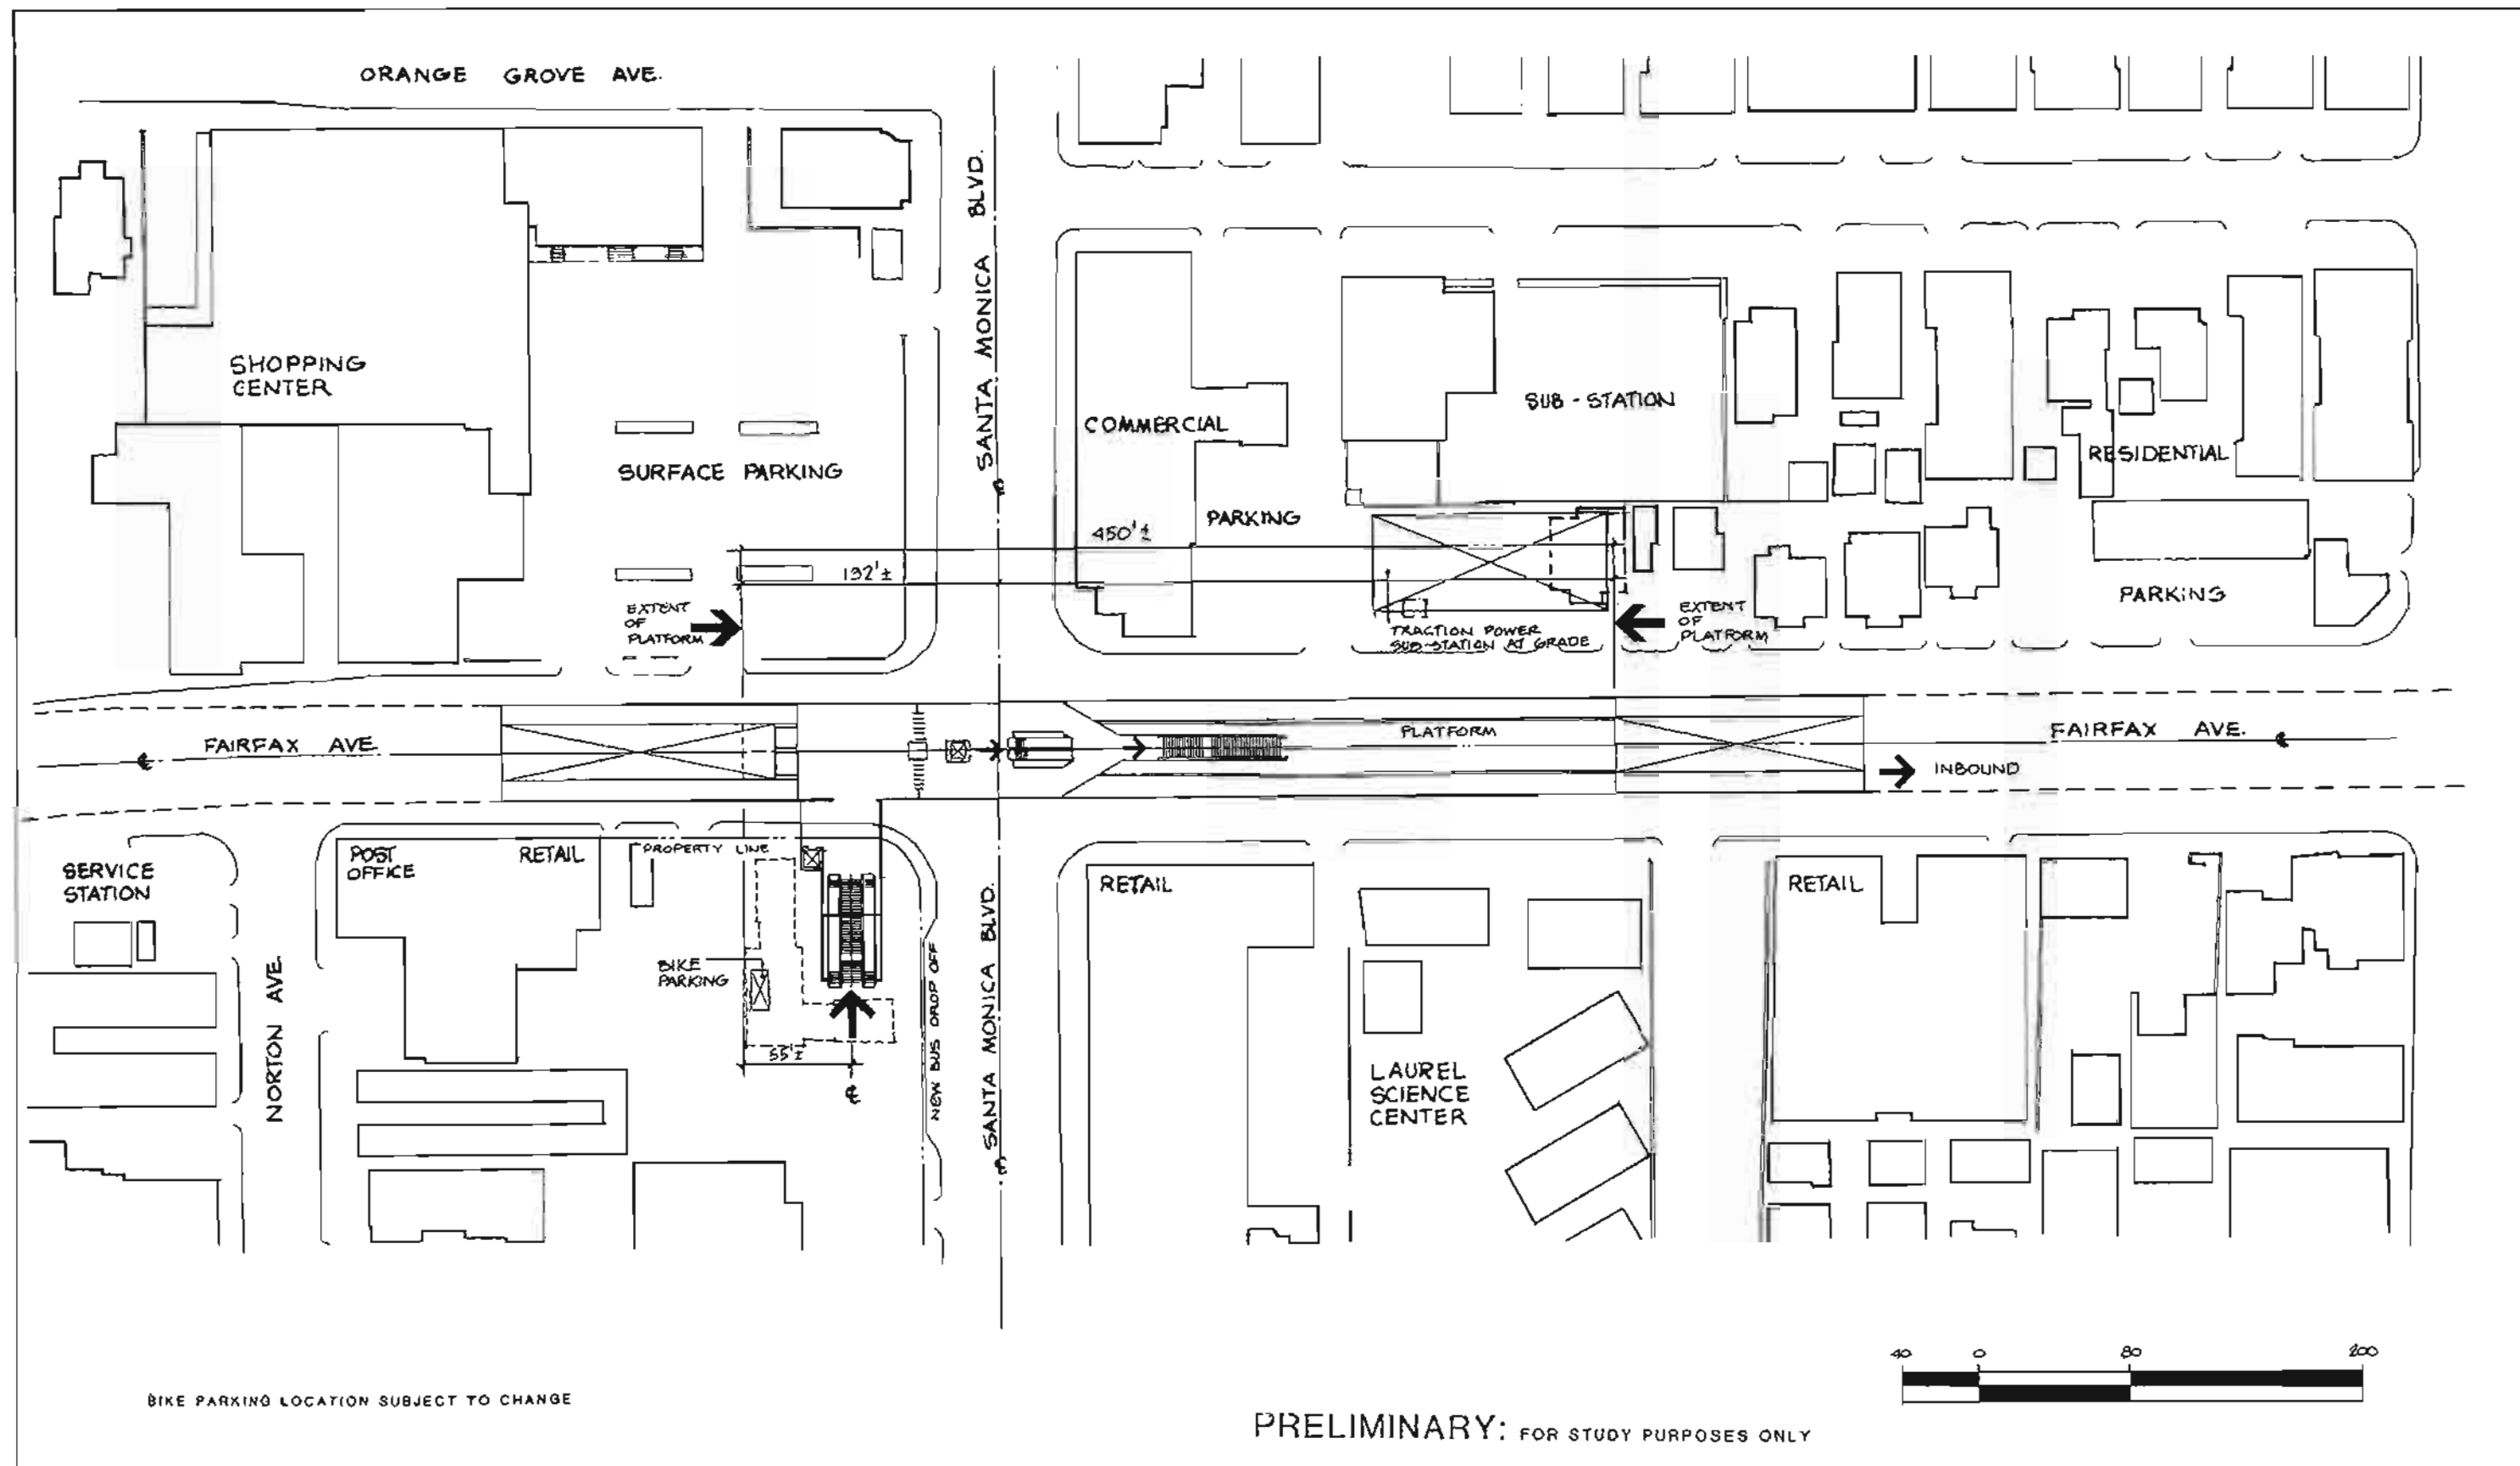 ORANGE GROVE AVE.
SANTA MONICA BLVD.
SHOPPING
CENTER
SURFACE PARKING
COMMERCIAL
PARKING
SUB-STATION
RESIDENTIAL
PARKING
450'±
132'±
EXTENT
OF
PLATFORM
TRACTION POWER
SUB-STATION AT GRADE
EXTENT
OF
PLATFORM
FAIRFAX AVE.
PLATFORM
FAIRFAX AVE.
INBOUND
SERVICE
STATION
POST
OFFICE
RETAIL
PROPERTY LINE
BIKE
PARKING
55'±
NORTON AVE.
NEW BUS DROP OFF
SANTA MONICA BLVD.
RETAIL
LAUREL
SCIENCE
CENTER
RETAIL
40 0 80 200
BIKE PARKING LOCATION SUBJECT TO CHANGE
PRELIMINARY: FOR STUDY PURPOSES ONLY